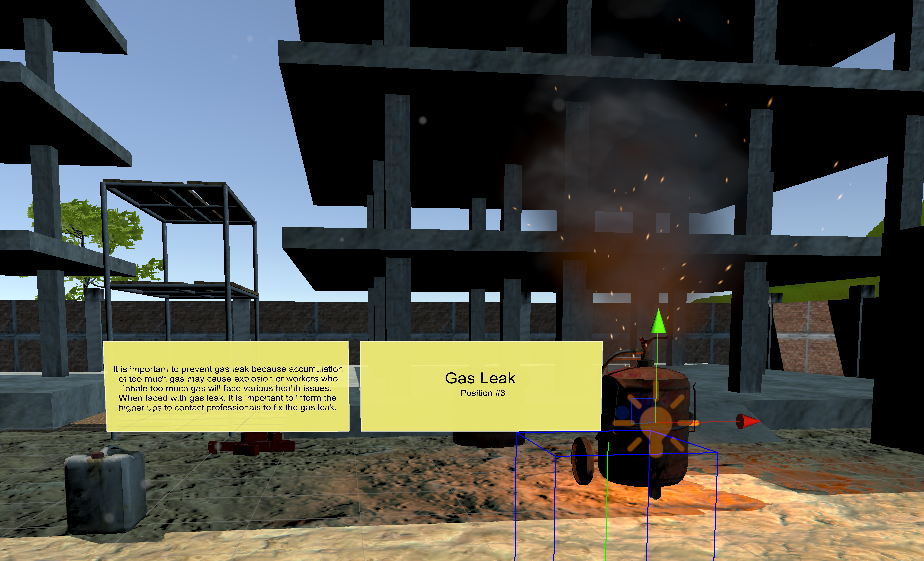 It is important to prevent gas leak because accumulation
of too much gas may cause explosion or workers who
inhale too much gas will face various health issues.
When faced with gas leak. It is important to inform the
higher ups to contact professionals to fix the gas leak.
Gas Leak
Position #3